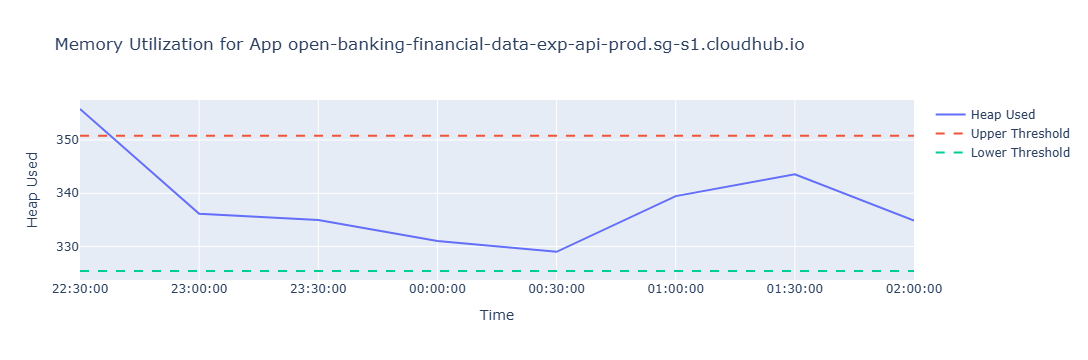 Memory Utilization for App open-banking-financial-data-exp-api-prod.sg-s1.cloudhub.io
Heap Used
Upper Threshold
Lower Threshold
350
340
330
Heap Used
22:30:00 23:00:00 23:30:00 00:00:00 00:30:00 01:00:00 01:30:00 02:00:00
Time